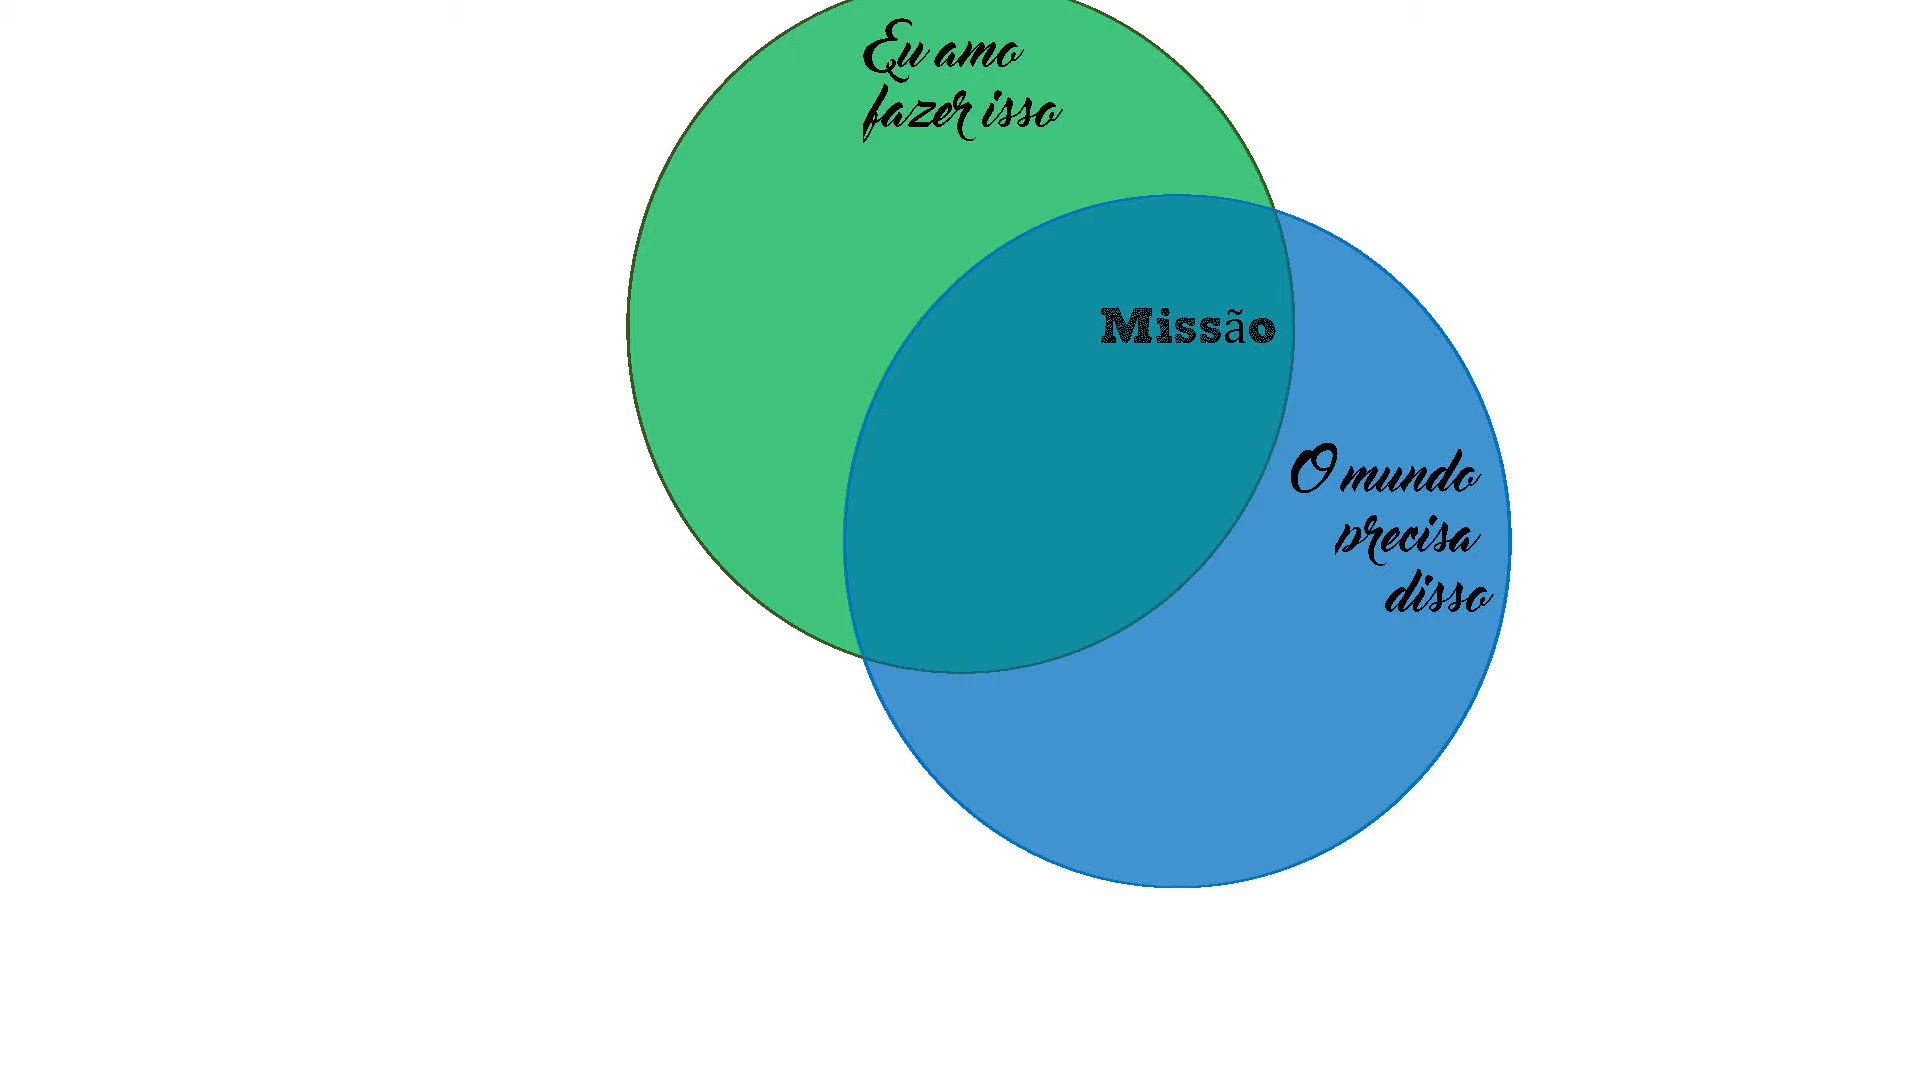 Eu amo
fazer isso
Missão
O mundo
precisa
disso